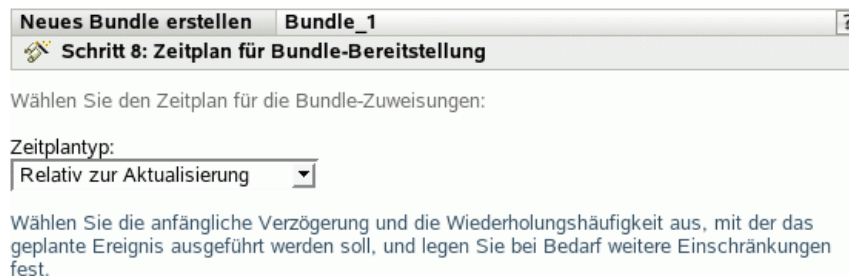 Neues Bundle erstellen Bundle_1 ?
Schritt 8: Zeitplan für Bundle-Bereitstellung
Wählen Sie den Zeitplan für die Bundle-Zuweisungen:
Zeitplantyp:
Relativ zur Aktualisierung
Wählen Sie die anfängliche Verzögerung und die Wiederholungshäufigkeit aus, mit der das
geplante Ereignis ausgeführt werden soll, und legen Sie bei Bedarf weitere Einschränkungen
fest.